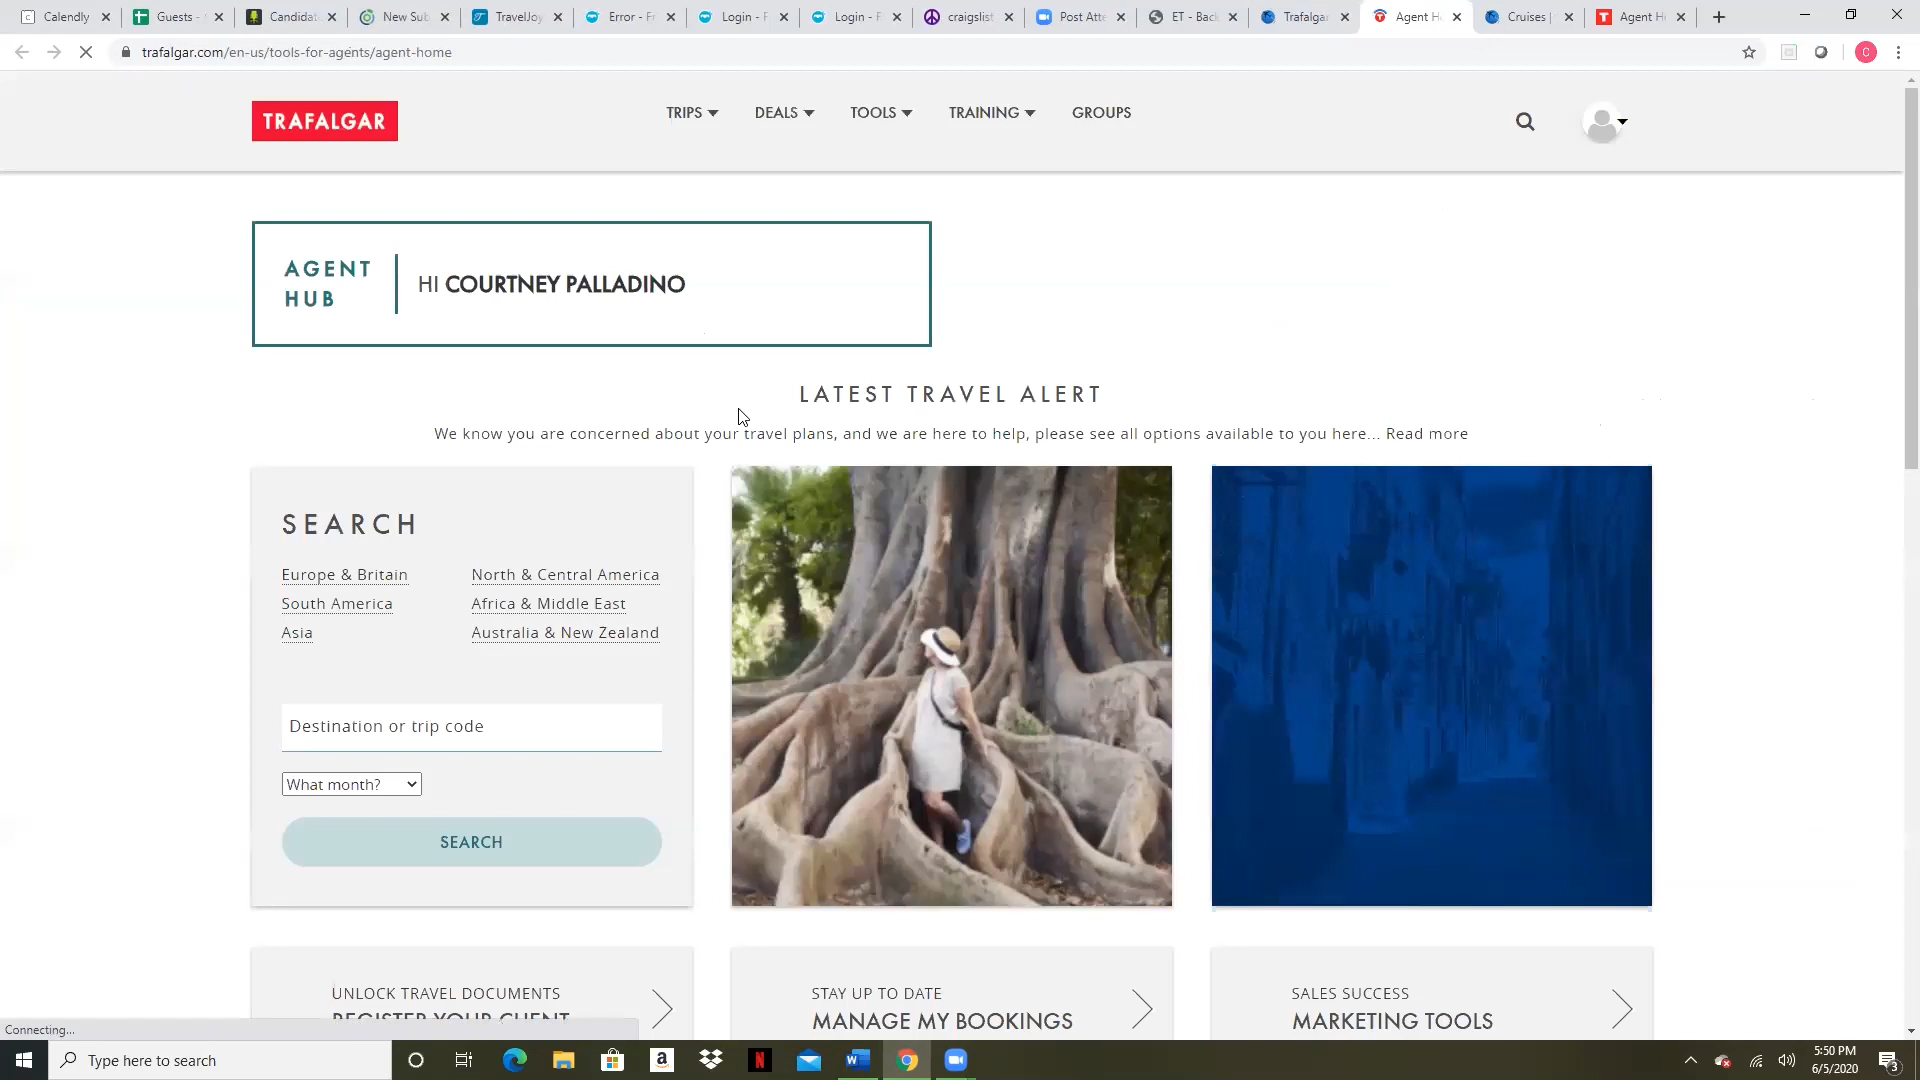 Calendly
Guests -
Candidat
New Sub
TravelJoy
Error - F
Login - F
Login - F
craigslist
Post Atte
ET - Back
Trafalgar
Agent H
Cruises |
Agent H
trafalgar.com/en-us/tools-for-agents/agent-home
C
TRAFALGAR
TRIPS
DEALS
TOOLS
TRAINING
GROUPS
AGENT
HUB
HI COURTNEY PALLADINO
LATEST TRAVEL ALERT
We know you are concerned about your travel plans, and we are here to help, please see all options available to you here... Read more
SEARCH
Europe & Britain
North & Central America
South America
Africa & Middle East
Asia
Australia & New Zealand
Destination or trip code
What month?
SEARCH
UNLOCK TRAVEL DOCUMENTS
REGISTER YOUR CLIENT
STAY UP TO DATE
MANAGE MY BOOKINGS
SALES SUCCESS
MARKETING TOOLS
Connecting...
Type here to search
5:50 PM
6/5/2020
3